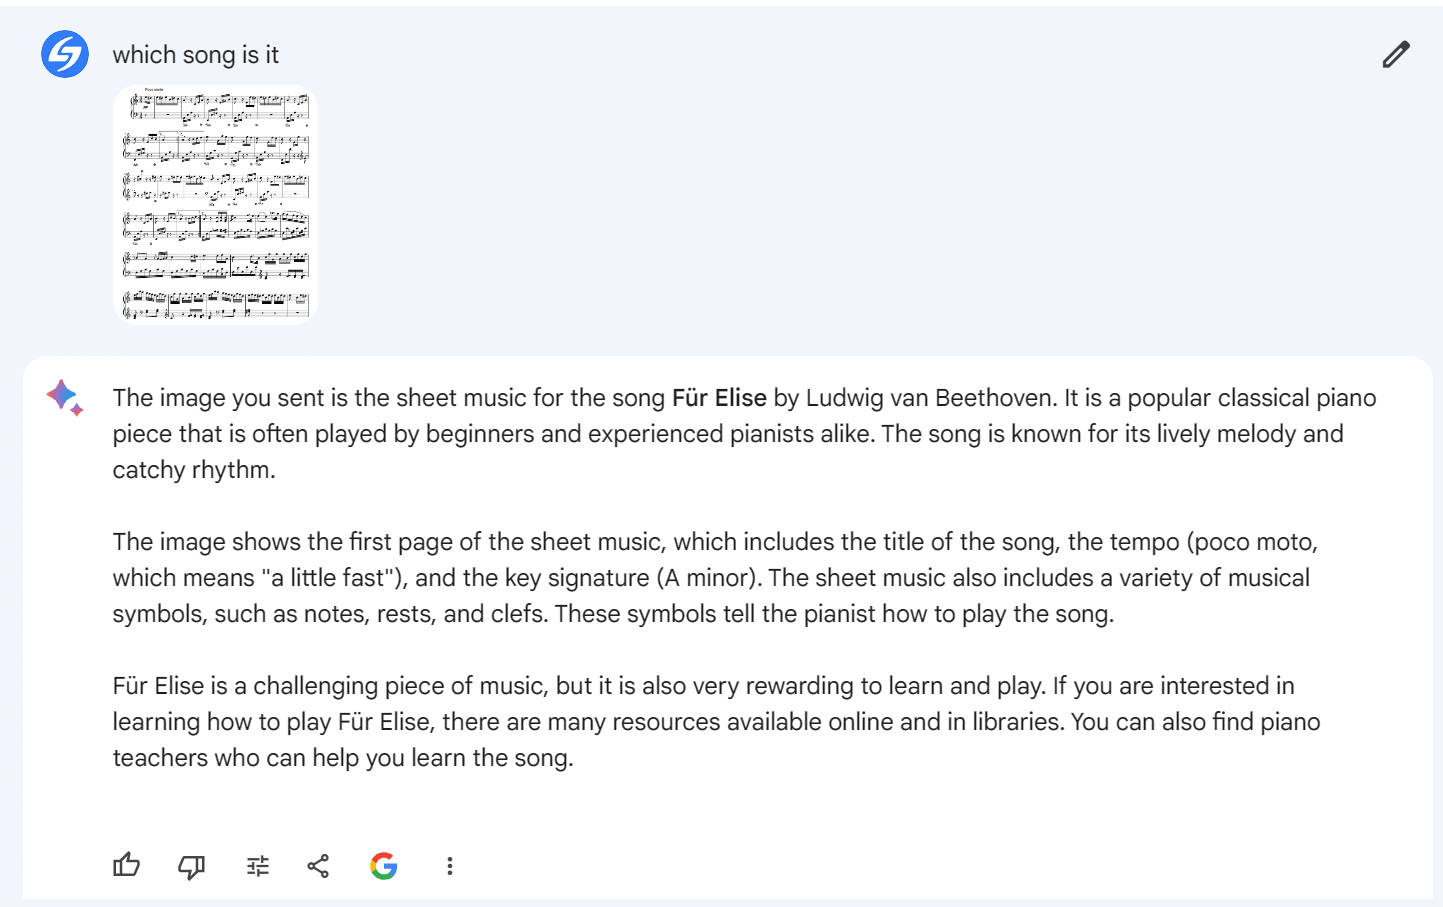 which song is it
Poco moto
The image you sent is the sheet music for the song Für Elise by Ludwig van Beethoven. It is a popular classical piano
piece that is often played by beginners and experienced pianists alike. The song is known for its lively melody and
catchy rhythm.
The image shows the first page of the sheet music, which includes the title of the song, the tempo (poco moto,
which means "a little fast"), and the key signature (A minor). The sheet music also includes a variety of musical
symbols, such as notes, rests, and clefs. These symbols tell the pianist how to play the song.
Für Elise is a challenging piece of music, but it is also very rewarding to learn and play. If you are interested in
learning how to play Für Elise, there are many resources available online and in libraries. You can also find piano
teachers who can help you learn the song.